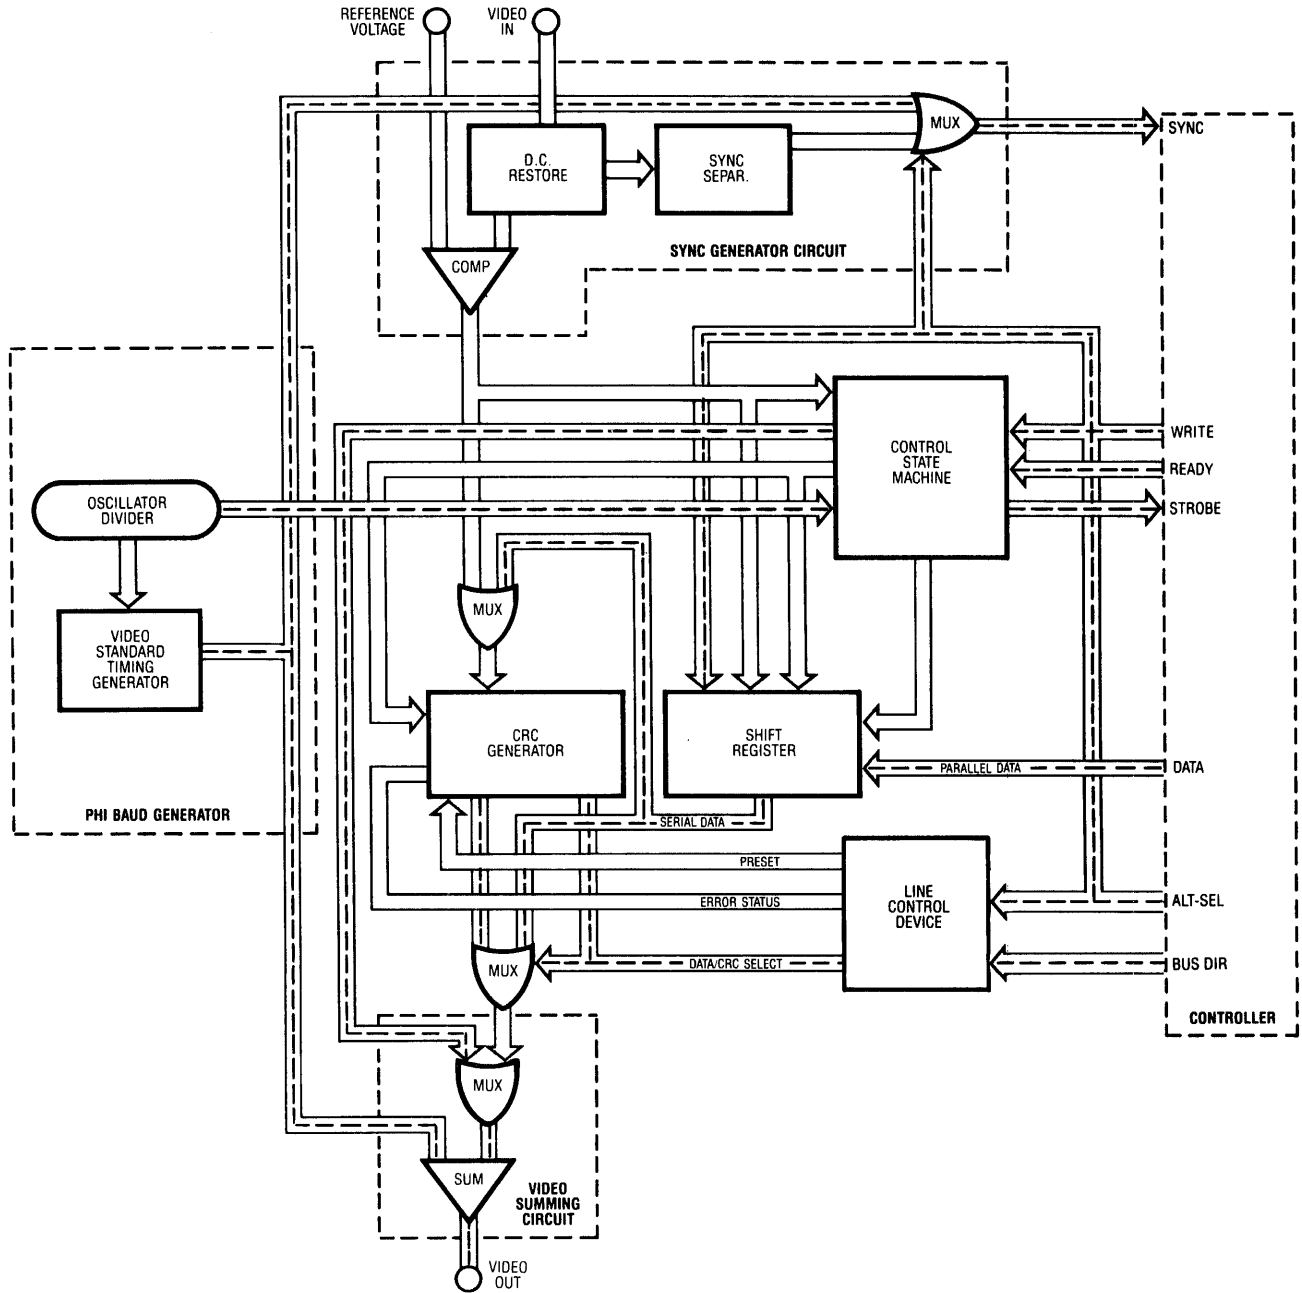 REFERENCE
VOLTAGE
VIDEO
IN
MUX
SYNC
D.C.
RESTORE
SYNC
SEPAR.
SYNC GENERATOR CIRCUIT
COMP
CONTROL
STATE
MACHINE
WRITE
READY
STROBE
OSCILLATOR
DIVIDER
MUX
VIDEO
STANDARD
TIMING
GENERATOR
CRC
GENERATOR
SHIFT
REGISTER
PARALLEL DATA
DATA
PHI BAUD GENERATOR
SERIAL DATA
PRESET
ERROR STATUS
LINE
CONTROL
DEVICE
ALT-SEL
DATA/CRC SELECT
BUS DIR
MUX
CONTROLLER
MUX
SUM
VIDEO
SUMMING
CIRCUIT
VIDEO
OUT